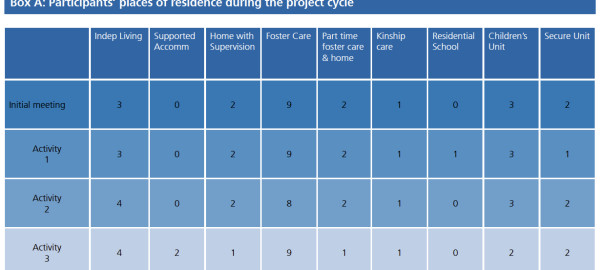 Box A: Participants' places of residence during the project cycle
Indep Living Supported Accomm Home with Supervision Foster Care Part time foster care & home Kinship care Residential School Children's Unit Secure Unit
Initial meeting 3 0 2 9 2 1 0 3 2
Activity 1 3 0 2 9 2 1 1 3 1
Activity 2 4 0 2 8 2 1 0 3 2
Activity 3 4 2 1 9 1 1 0 2 2